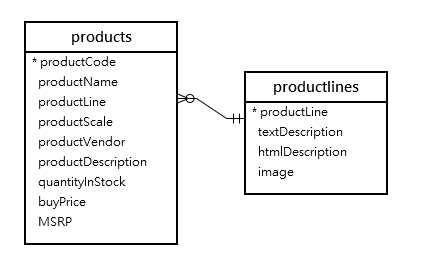 products
* productCode
productName
productLine
productScale
productVendor
productDescription
quantityInStock
buyPrice
MSRP
productlines
* productLine
textDescription
htmlDescription
image